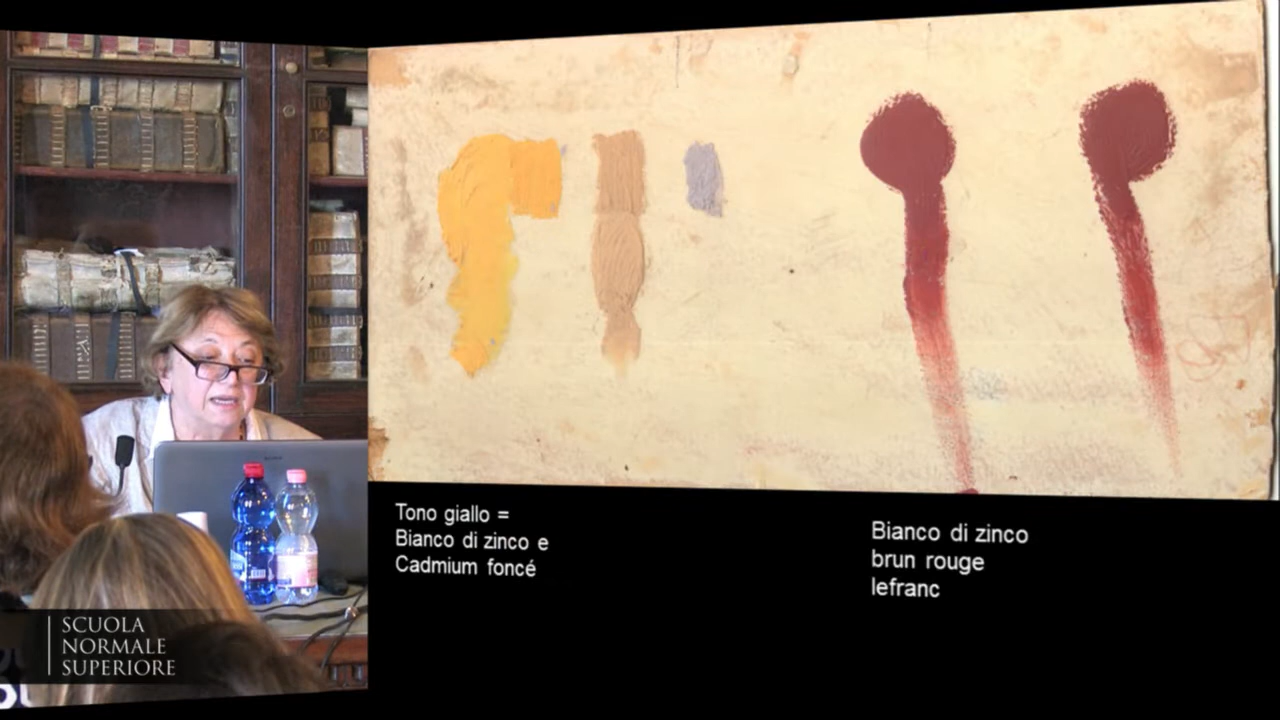 Tono giallo =
Bianco di zinco e
Cadmium foncé
Bianco di zinco
brun rouge
lefranc
SCUOLA
NORMALE
SUPERIORE